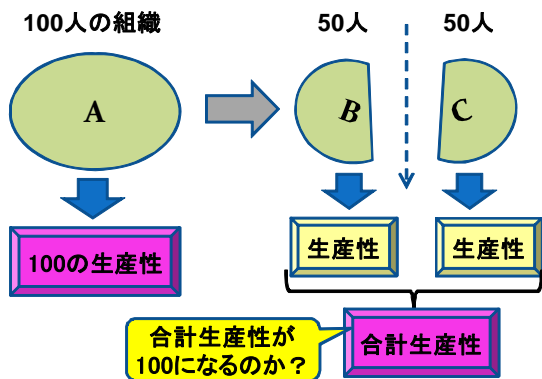 100人の組織
50人
50人
A
B
C
100の生産性
生産性
生産性
合計生産性が
100になるのか？
合計生産性